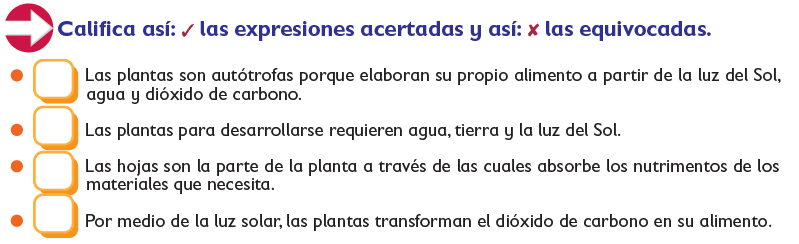 Califica así: ✓ las expresiones acertadas y así: ✘ las equivocadas.
Las plantas son autótrofas porque elaboran su propio alimento a partir de la luz del Sol,
agua y dióxido de carbono.
Las plantas para desarrollarse requieren agua, tierra y la luz del Sol.
Las hojas son la parte de la planta a través de las cuales absorbe los nutrimentos de los
materiales que necesita.
Por medio de la luz solar, las plantas transforman el dióxido de carbono en su alimento.